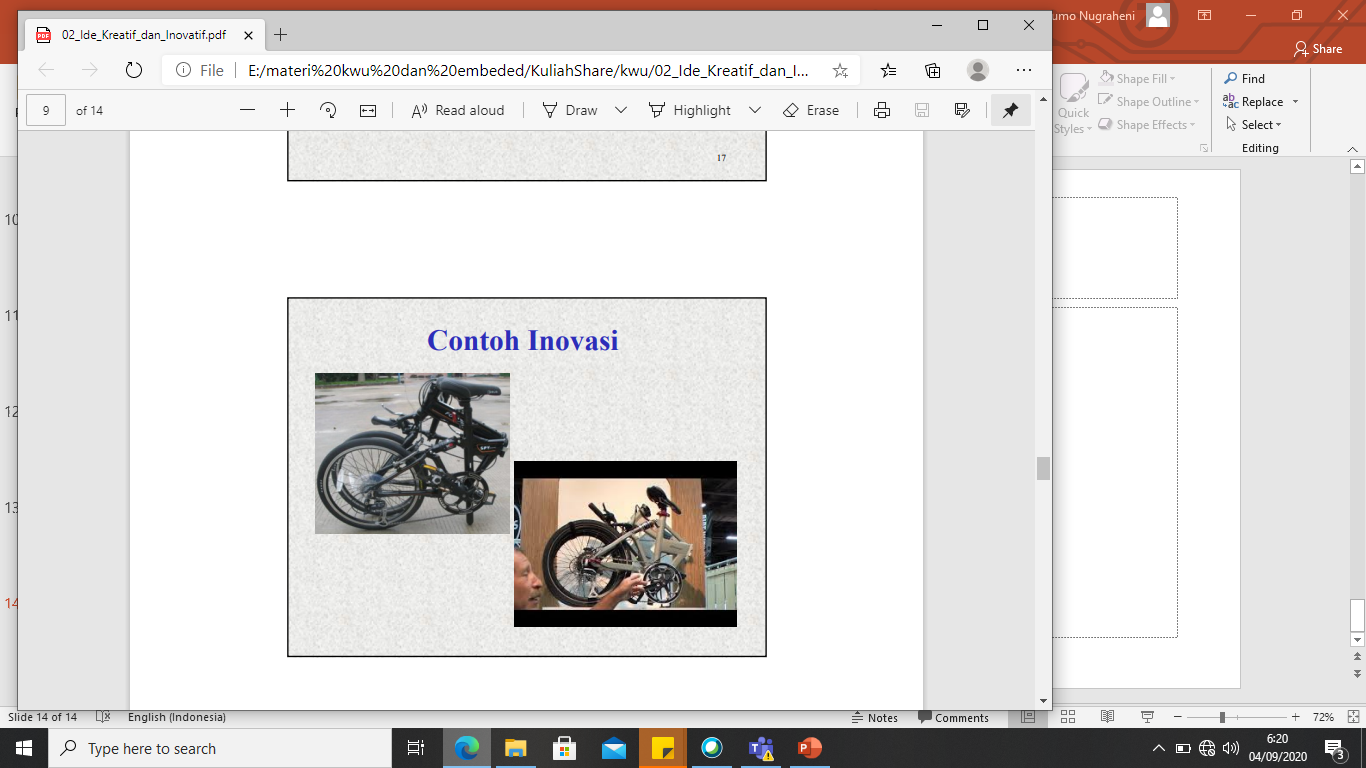 02_Ide_Kreatif_dan_Inovatif.pdf
umo Nugraheni
Share
File
E:/materi%20kwu%20dan%20embeded/KuliahShare/kwu/02_Ide_Kreatif_dan_I...
9 of 14
Read aloud
Draw
Highlight
Erase
Quick Styles
Shape Fill
Shape Outline
Shape Effects
Find
Replace
Select
Editing
17
10
11
12
13
14
Contoh Inovasi
Slide 14 of 14
English (Indonesia)
Notes
Comments
72%
Type here to search
6:20
04/09/2020
3